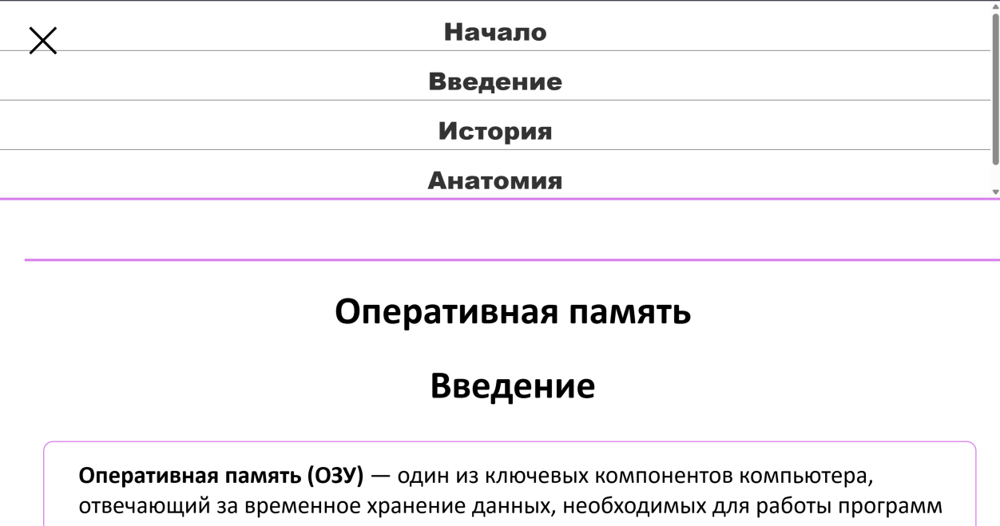 Начало
Введение
История
Анатомия
Оперативная память
Введение
Оперативная память (ОЗУ) — один из ключевых компонентов компьютера,
отвечающий за временное хранение данных, необходимых для работы программ